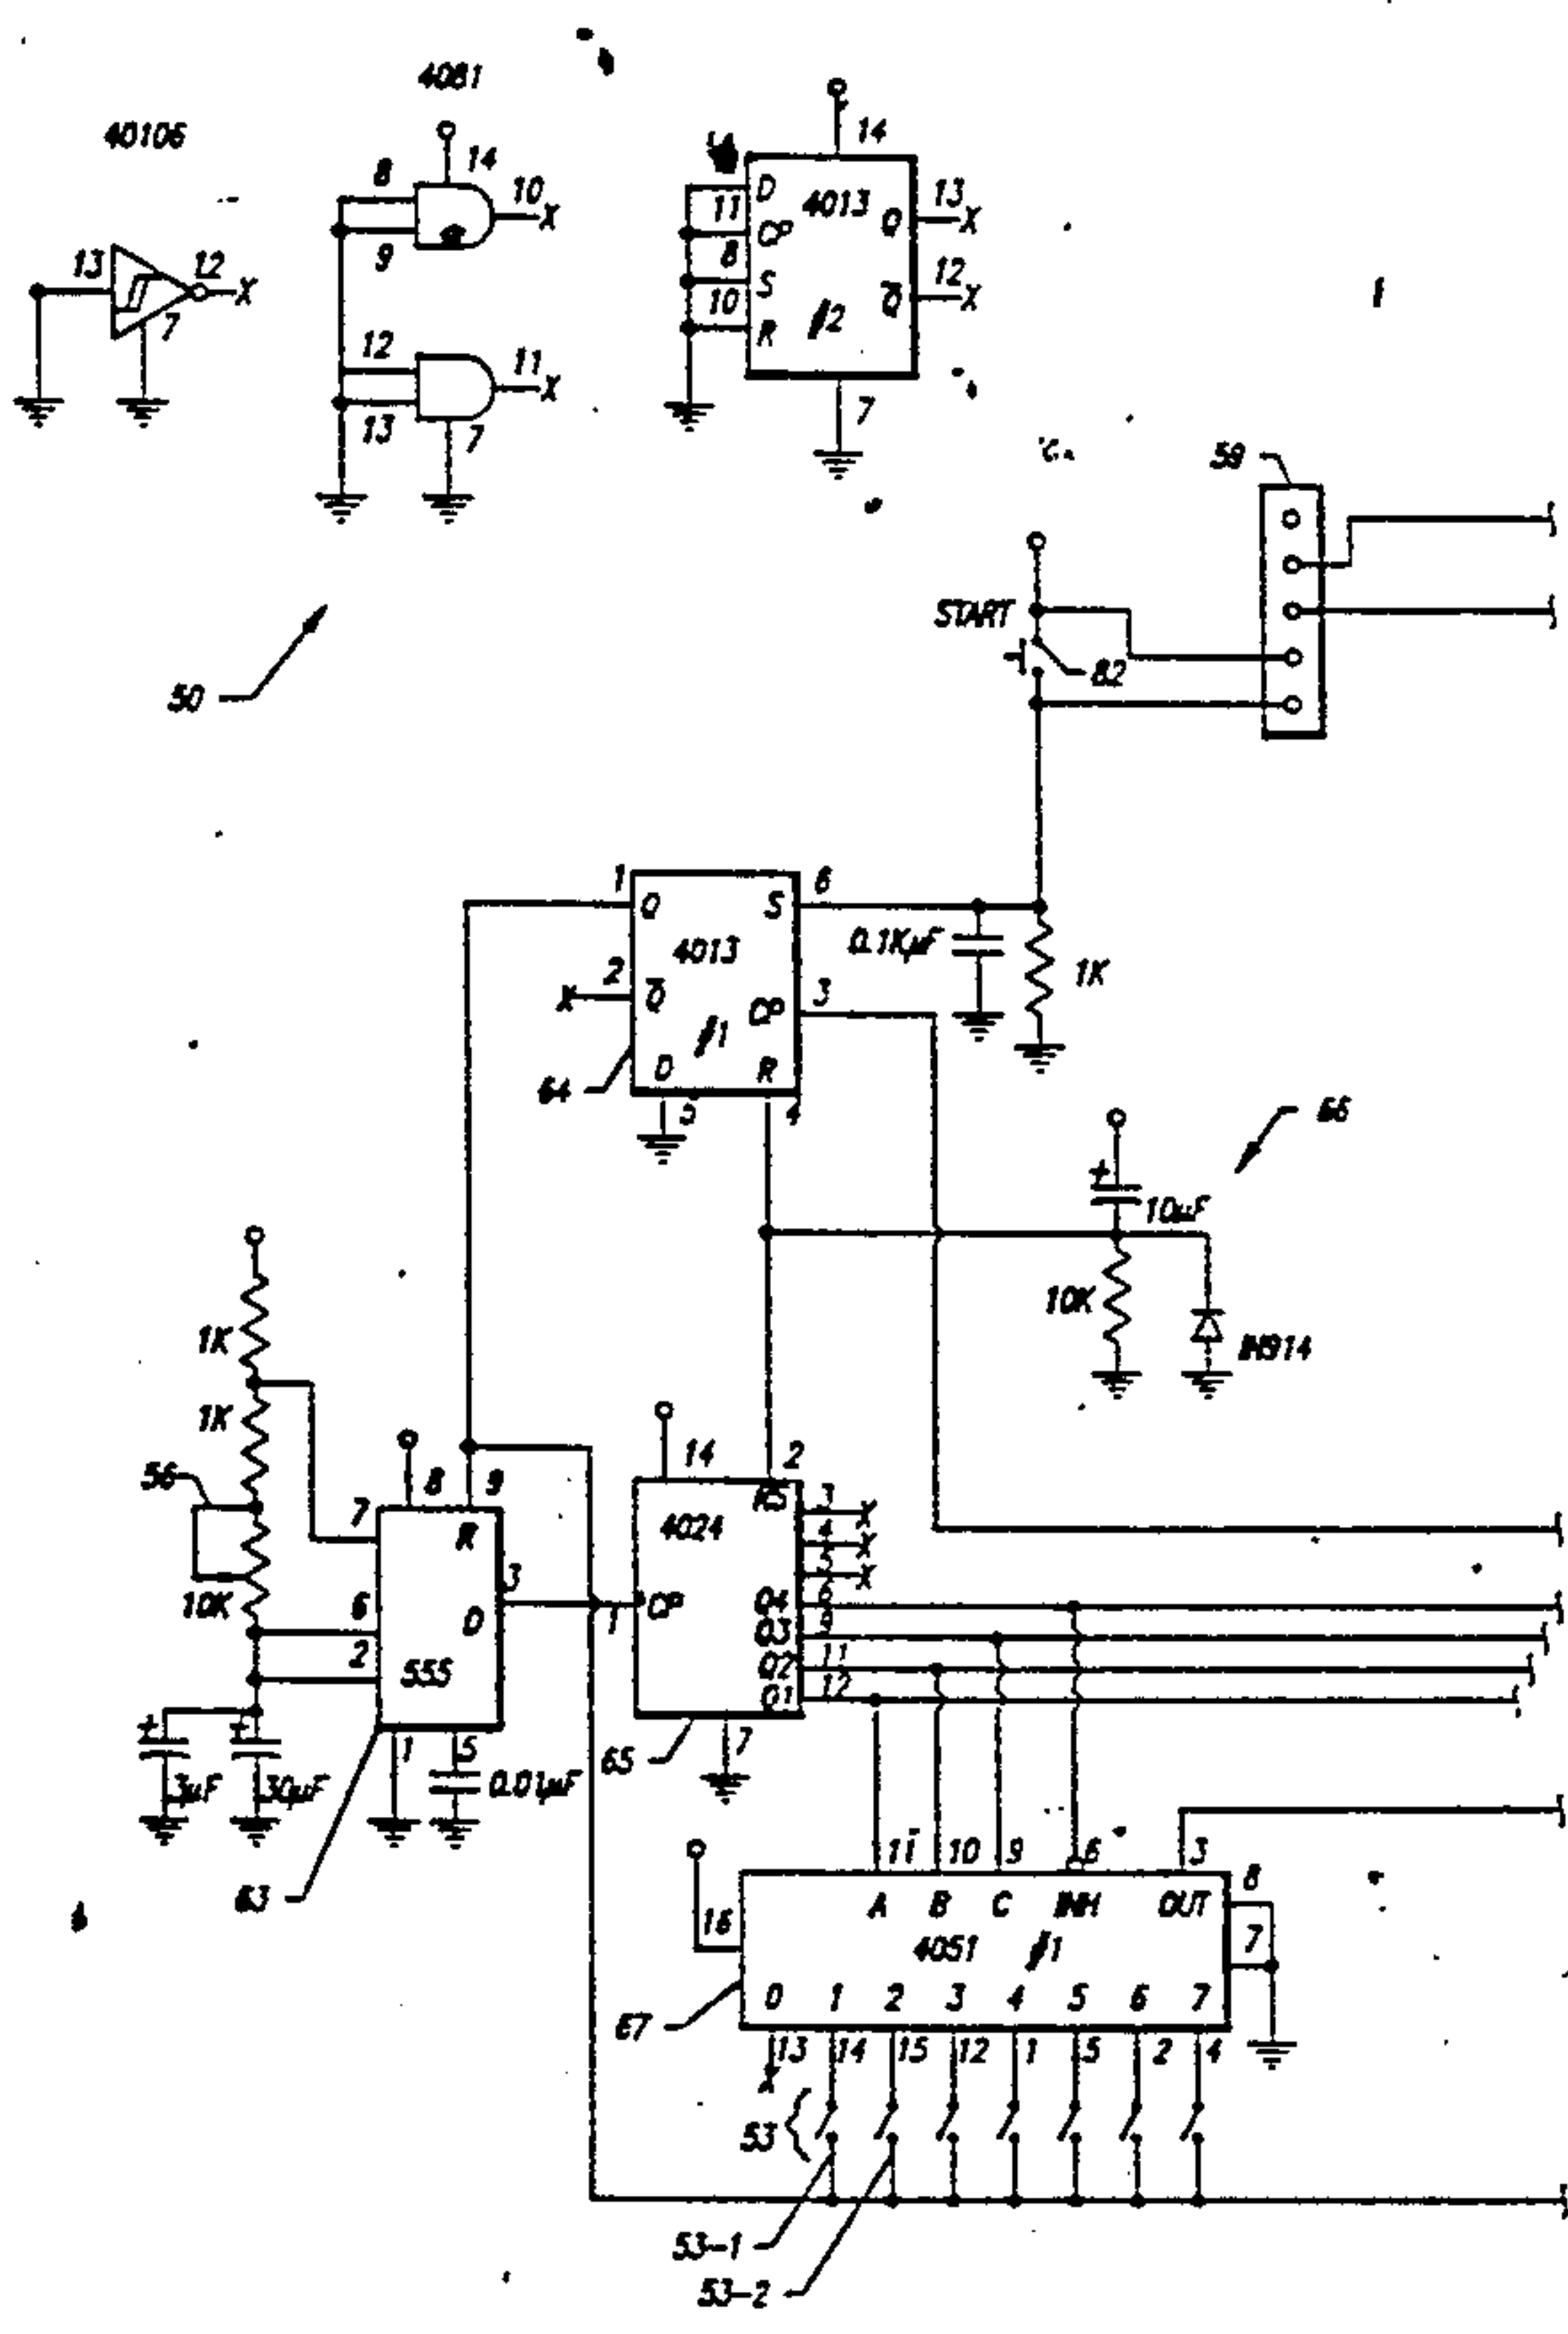 4081
40106
14
8
10
X
9
13
12
X
7
12
11
X
13
7
14
D
4013
Q
13
X
11
CP
8
S
Q̅
12
X
10
R
#2
7
59
START
82
50
1
Q
S
6
4013
0.1KµF
1K
2
X
Q̅
CP
3
#1
D
R
64
5
4
66
+
10µF
10K
1N914
1K
1K
56
8
9
14
2
7
R
4024
3
X
4
X
5
X
10K
6
3
D
1
CP
Q4
6
Q3
9
2
555
Q2
11
Q1
12
+
+
1
5
65
7
3µF
30µF
0.01µF
63
11
10
9
6
3
8
16
A
B
C
INH
OUT
4051
#1
7
0
1
2
3
4
5
6
7
67
13
14
15
12
1
5
2
4
X
53
53-1
53-2